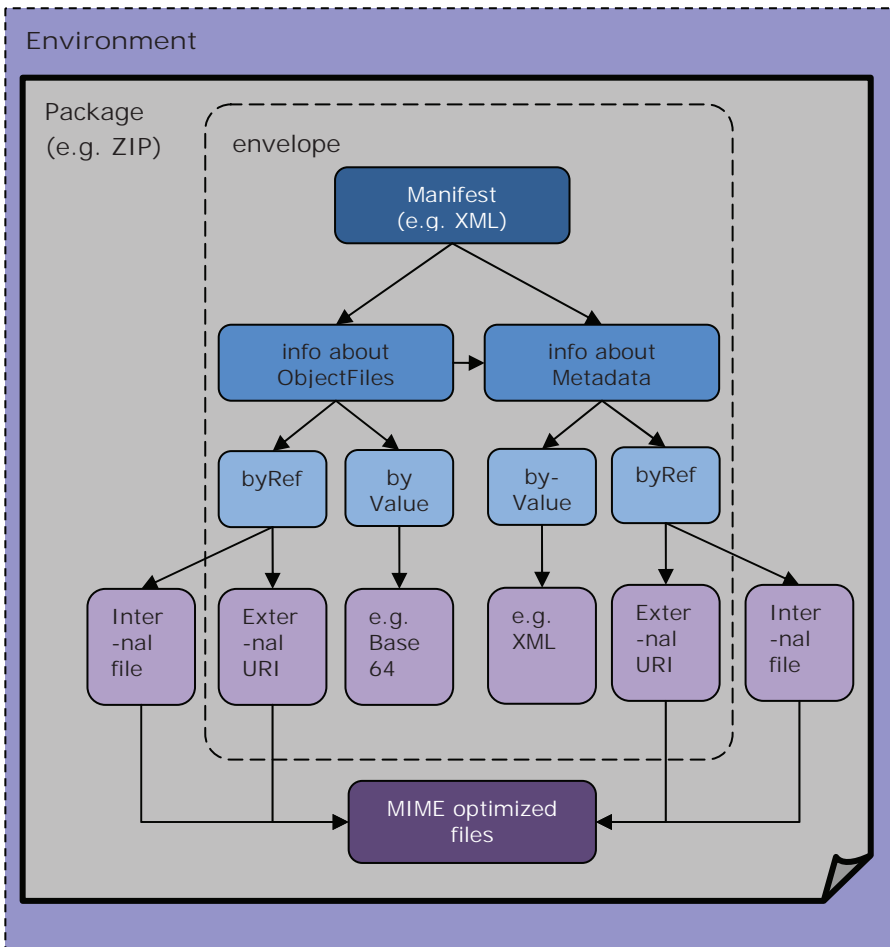 Environment
Package
(e.g. ZIP)
envelope
Manifest
(e.g. XML)
info about
ObjectFiles
info about
Metadata
byRef
by
Value
by-
Value
byRef
Inter
-nal
file
Exter
-nal
URI
e.g.
Base
64
e.g.
XML
Exter
-nal
URI
Inter
-nal
file
MIME optimized
files